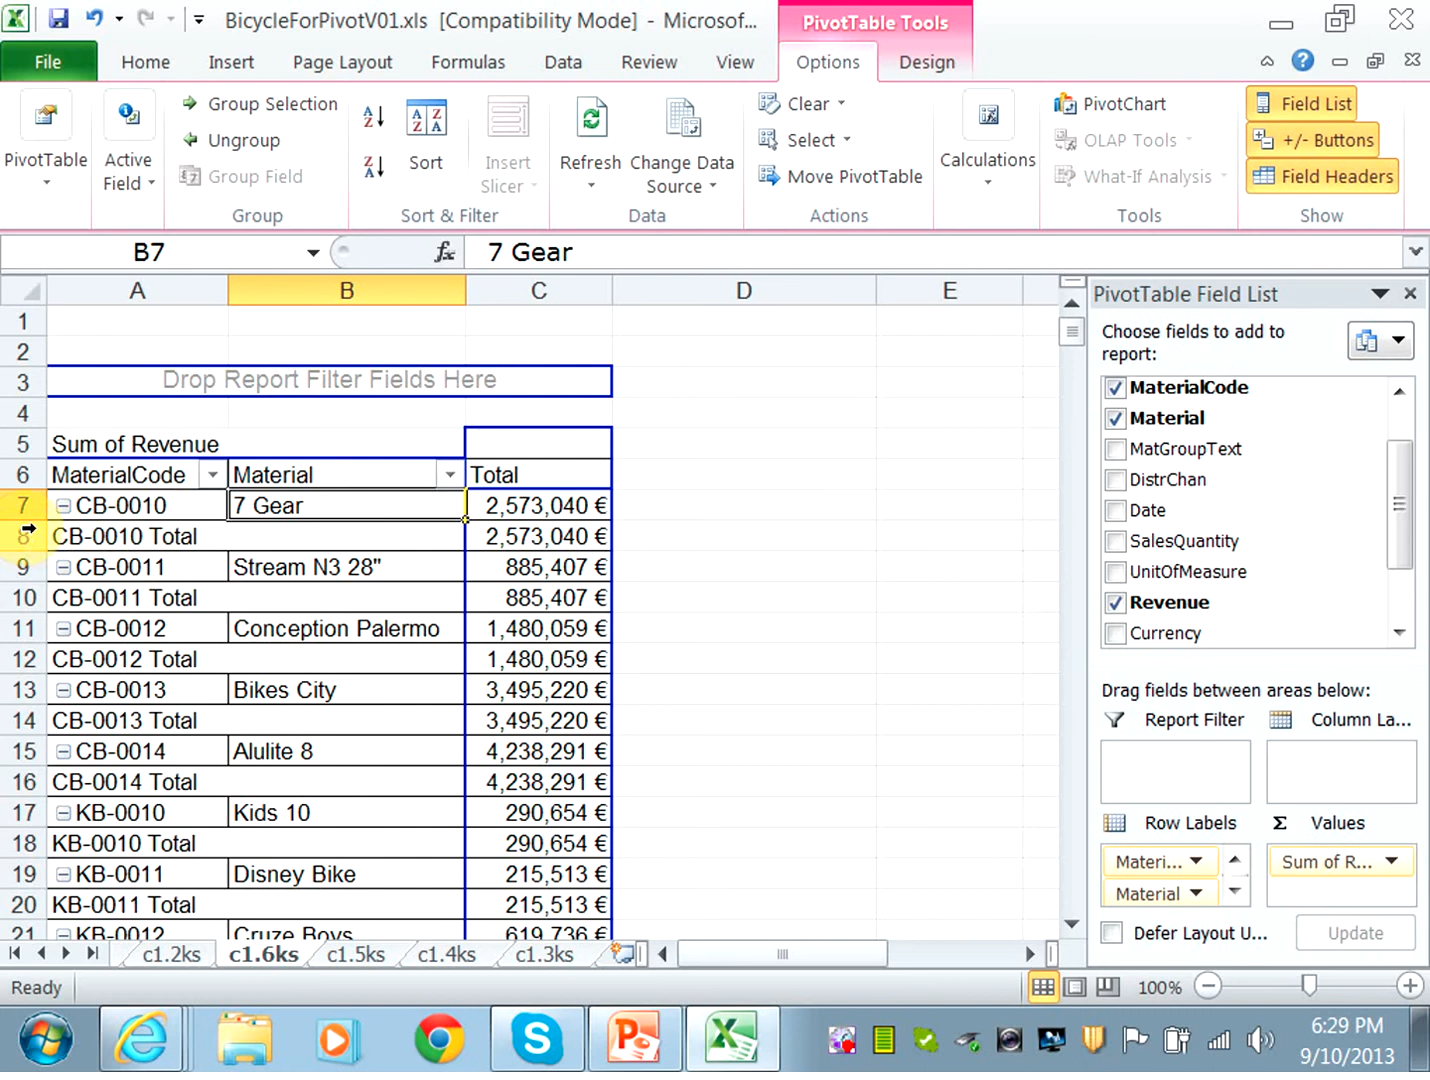 BicycleForPivotV01.xls [Compatibility Mode] - Microsof...
PivotTable Tools
File Home Insert Page Layout Formulas Data Review View Options Design
PivotTable
Active Field
Group Selection
Ungroup
Group Field
Group
Sort
Insert Slicer
Sort & Filter
Refresh
Change Data Source
Data
Clear
Select
Move PivotTable
Actions
Calculations
PivotChart
OLAP Tools
What-If Analysis
Tools
Field List
+/- Buttons
Field Headers
Show
B7 fx 7 Gear
A B C D E
1
2
3 Drop Report Filter Fields Here
4
5 Sum of Revenue
6 MaterialCode Material Total
7 CB-0010 7 Gear 2,573,040 €
8 CB-0010 Total 2,573,040 €
9 CB-0011 Stream N3 28" 885,407 €
10 CB-0011 Total 885,407 €
11 CB-0012 Conception Palermo 1,480,059 €
12 CB-0012 Total 1,480,059 €
13 CB-0013 Bikes City 3,495,220 €
14 CB-0013 Total 3,495,220 €
15 CB-0014 Alulite 8 4,238,291 €
16 CB-0014 Total 4,238,291 €
17 KB-0010 Kids 10 290,654 €
18 KB-0010 Total 290,654 €
19 KB-0011 Disney Bike 215,513 €
20 KB-0011 Total 215,513 €
21 KB-0012 Cruze Boys 619,736 €
PivotTable Field List
Choose fields to add to
report:
MaterialCode
Material
MatGroupText
DistrChan
Date
SalesQuantity
UnitOfMeasure
Revenue
Currency
Drag fields between areas below:
Report Filter Column La...
Row Labels Σ Values
Materi... Sum of R...
Material
Defer Layout U... Update
c1.2ks c1.6ks c1.5ks c1.4ks c1.3ks
Ready 100%
6:29 PM
9/10/2013